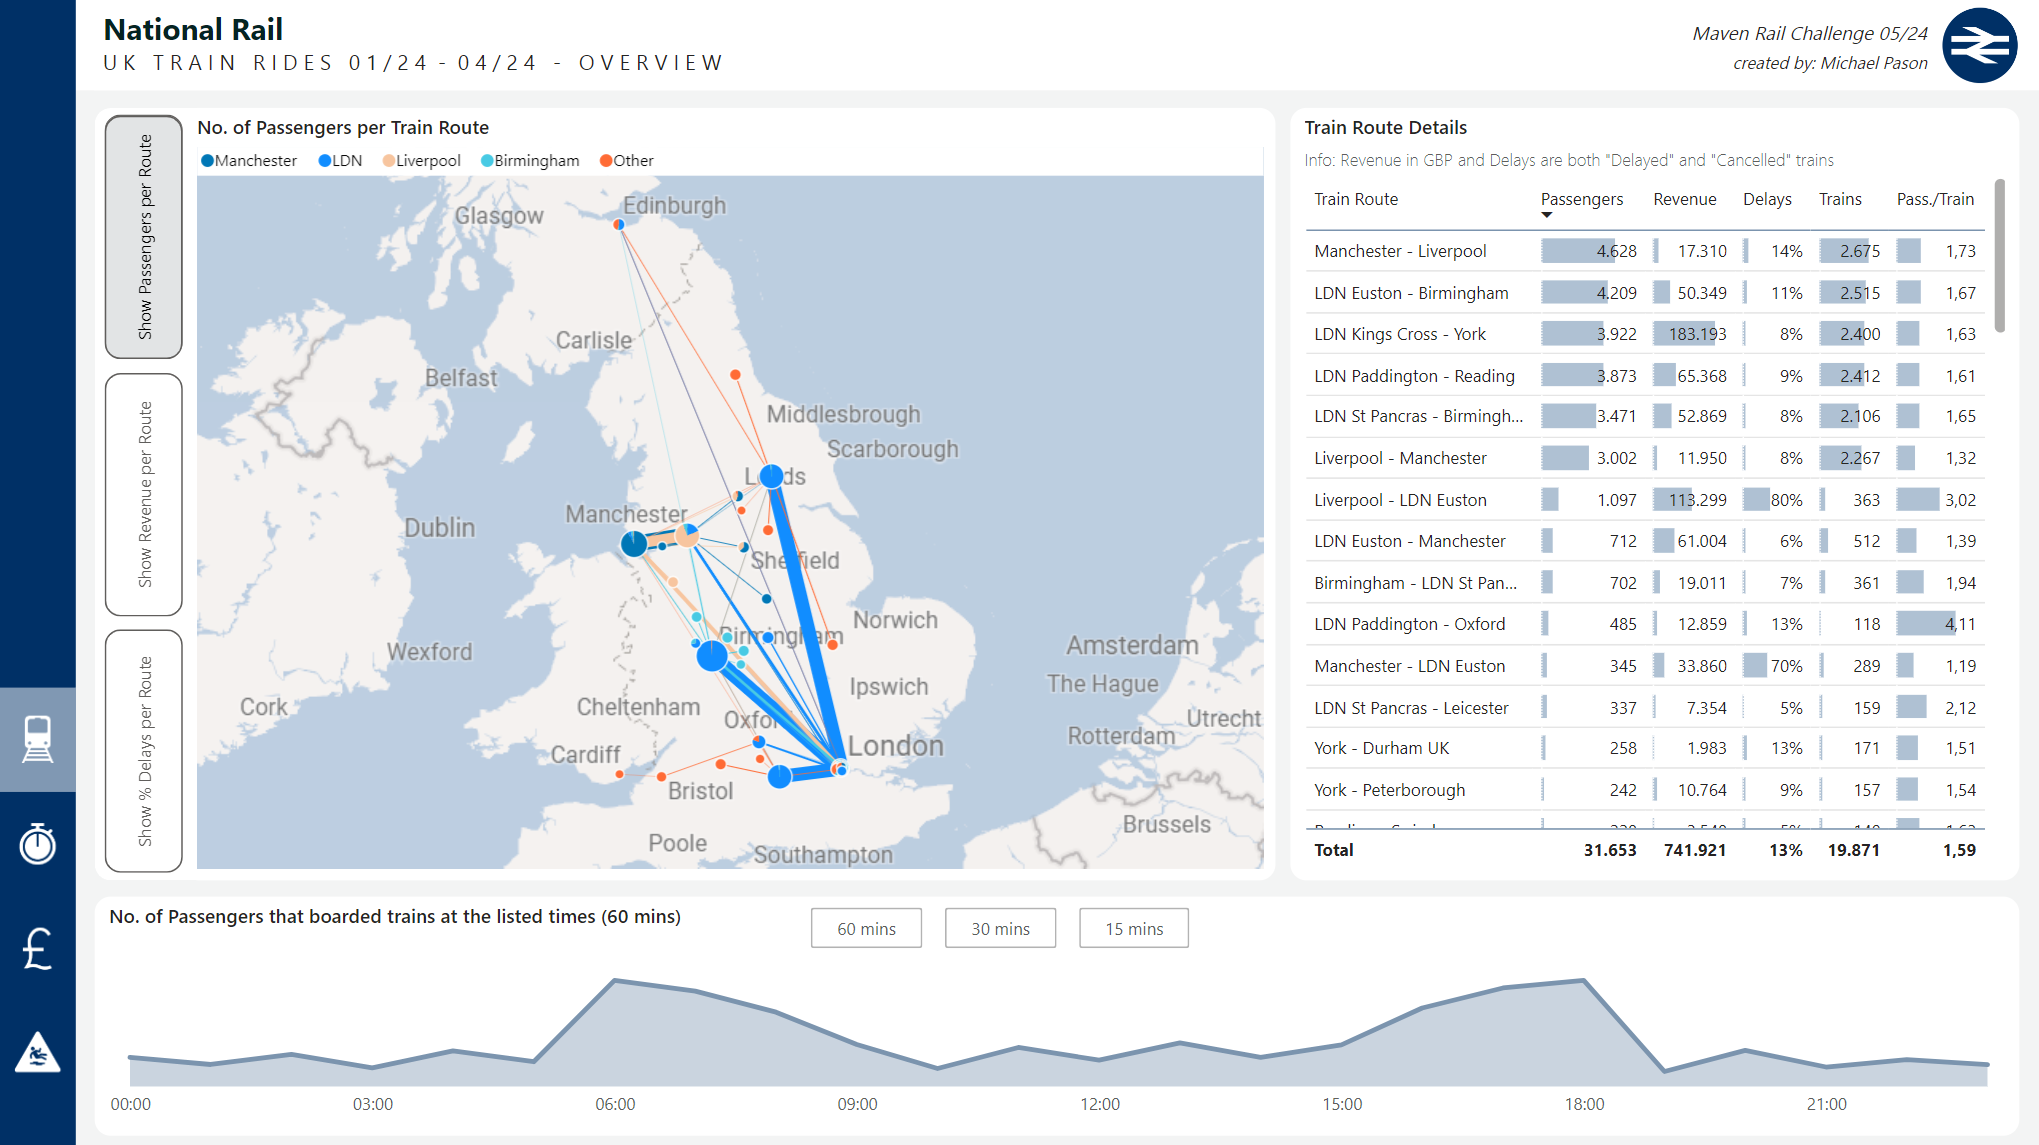 National Rail
UK TRAIN RIDES 01/24 - 04/24 - OVERVIEW
Maven Rail Challenge 05/24
created by: Michael Pason
Show Passengers per Route
Show Revenue per Route
Show % Delays per Route
No. of Passengers per Train Route
Manchester LDN Liverpool Birmingham Other
Glasgow
Edinburgh
Carlisle
Belfast
Middlesbrough
Scarborough
Leeds
Manchester
Dublin
Sheffield
Norwich
Birmingham
Wexford
Amsterdam
The Hague
Ipswich
Cork
Cheltenham
Oxfor
Utrecht
Rotterdam
London
Cardiff
Bristol
Brussels
Poole
Southampton
Train Route Details
Info: Revenue in GBP and Delays are both "Delayed" and "Cancelled" trains
Train Route Passengers Revenue Delays Trains Pass./Train
Manchester - Liverpool 4.628 17.310 14% 2.675 1,73
LDN Euston - Birmingham 4.209 50.349 11% 2.515 1,67
LDN Kings Cross - York 3.922 183.193 8% 2.400 1,63
LDN Paddington - Reading 3.873 65.368 9% 2.412 1,61
LDN St Pancras - Birmingh... 3.471 52.869 8% 2.106 1,65
Liverpool - Manchester 3.002 11.950 8% 2.267 1,32
Liverpool - LDN Euston 1.097 113.299 80% 363 3,02
LDN Euston - Manchester 712 61.004 6% 512 1,39
Birmingham - LDN St Pan... 702 19.011 7% 361 1,94
LDN Paddington - Oxford 485 12.859 13% 118 4,11
Manchester - LDN Euston 345 33.860 70% 289 1,19
LDN St Pancras - Leicester 337 7.354 5% 159 2,12
York - Durham UK 258 1.983 13% 171 1,51
York - Peterborough 242 10.764 9% 157 1,54
Total 31.653 741.921 13% 19.871 1,59
No. of Passengers that boarded trains at the listed times (60 mins)
60 mins 30 mins 15 mins
00:00 03:00 06:00 09:00 12:00 15:00 18:00 21:00